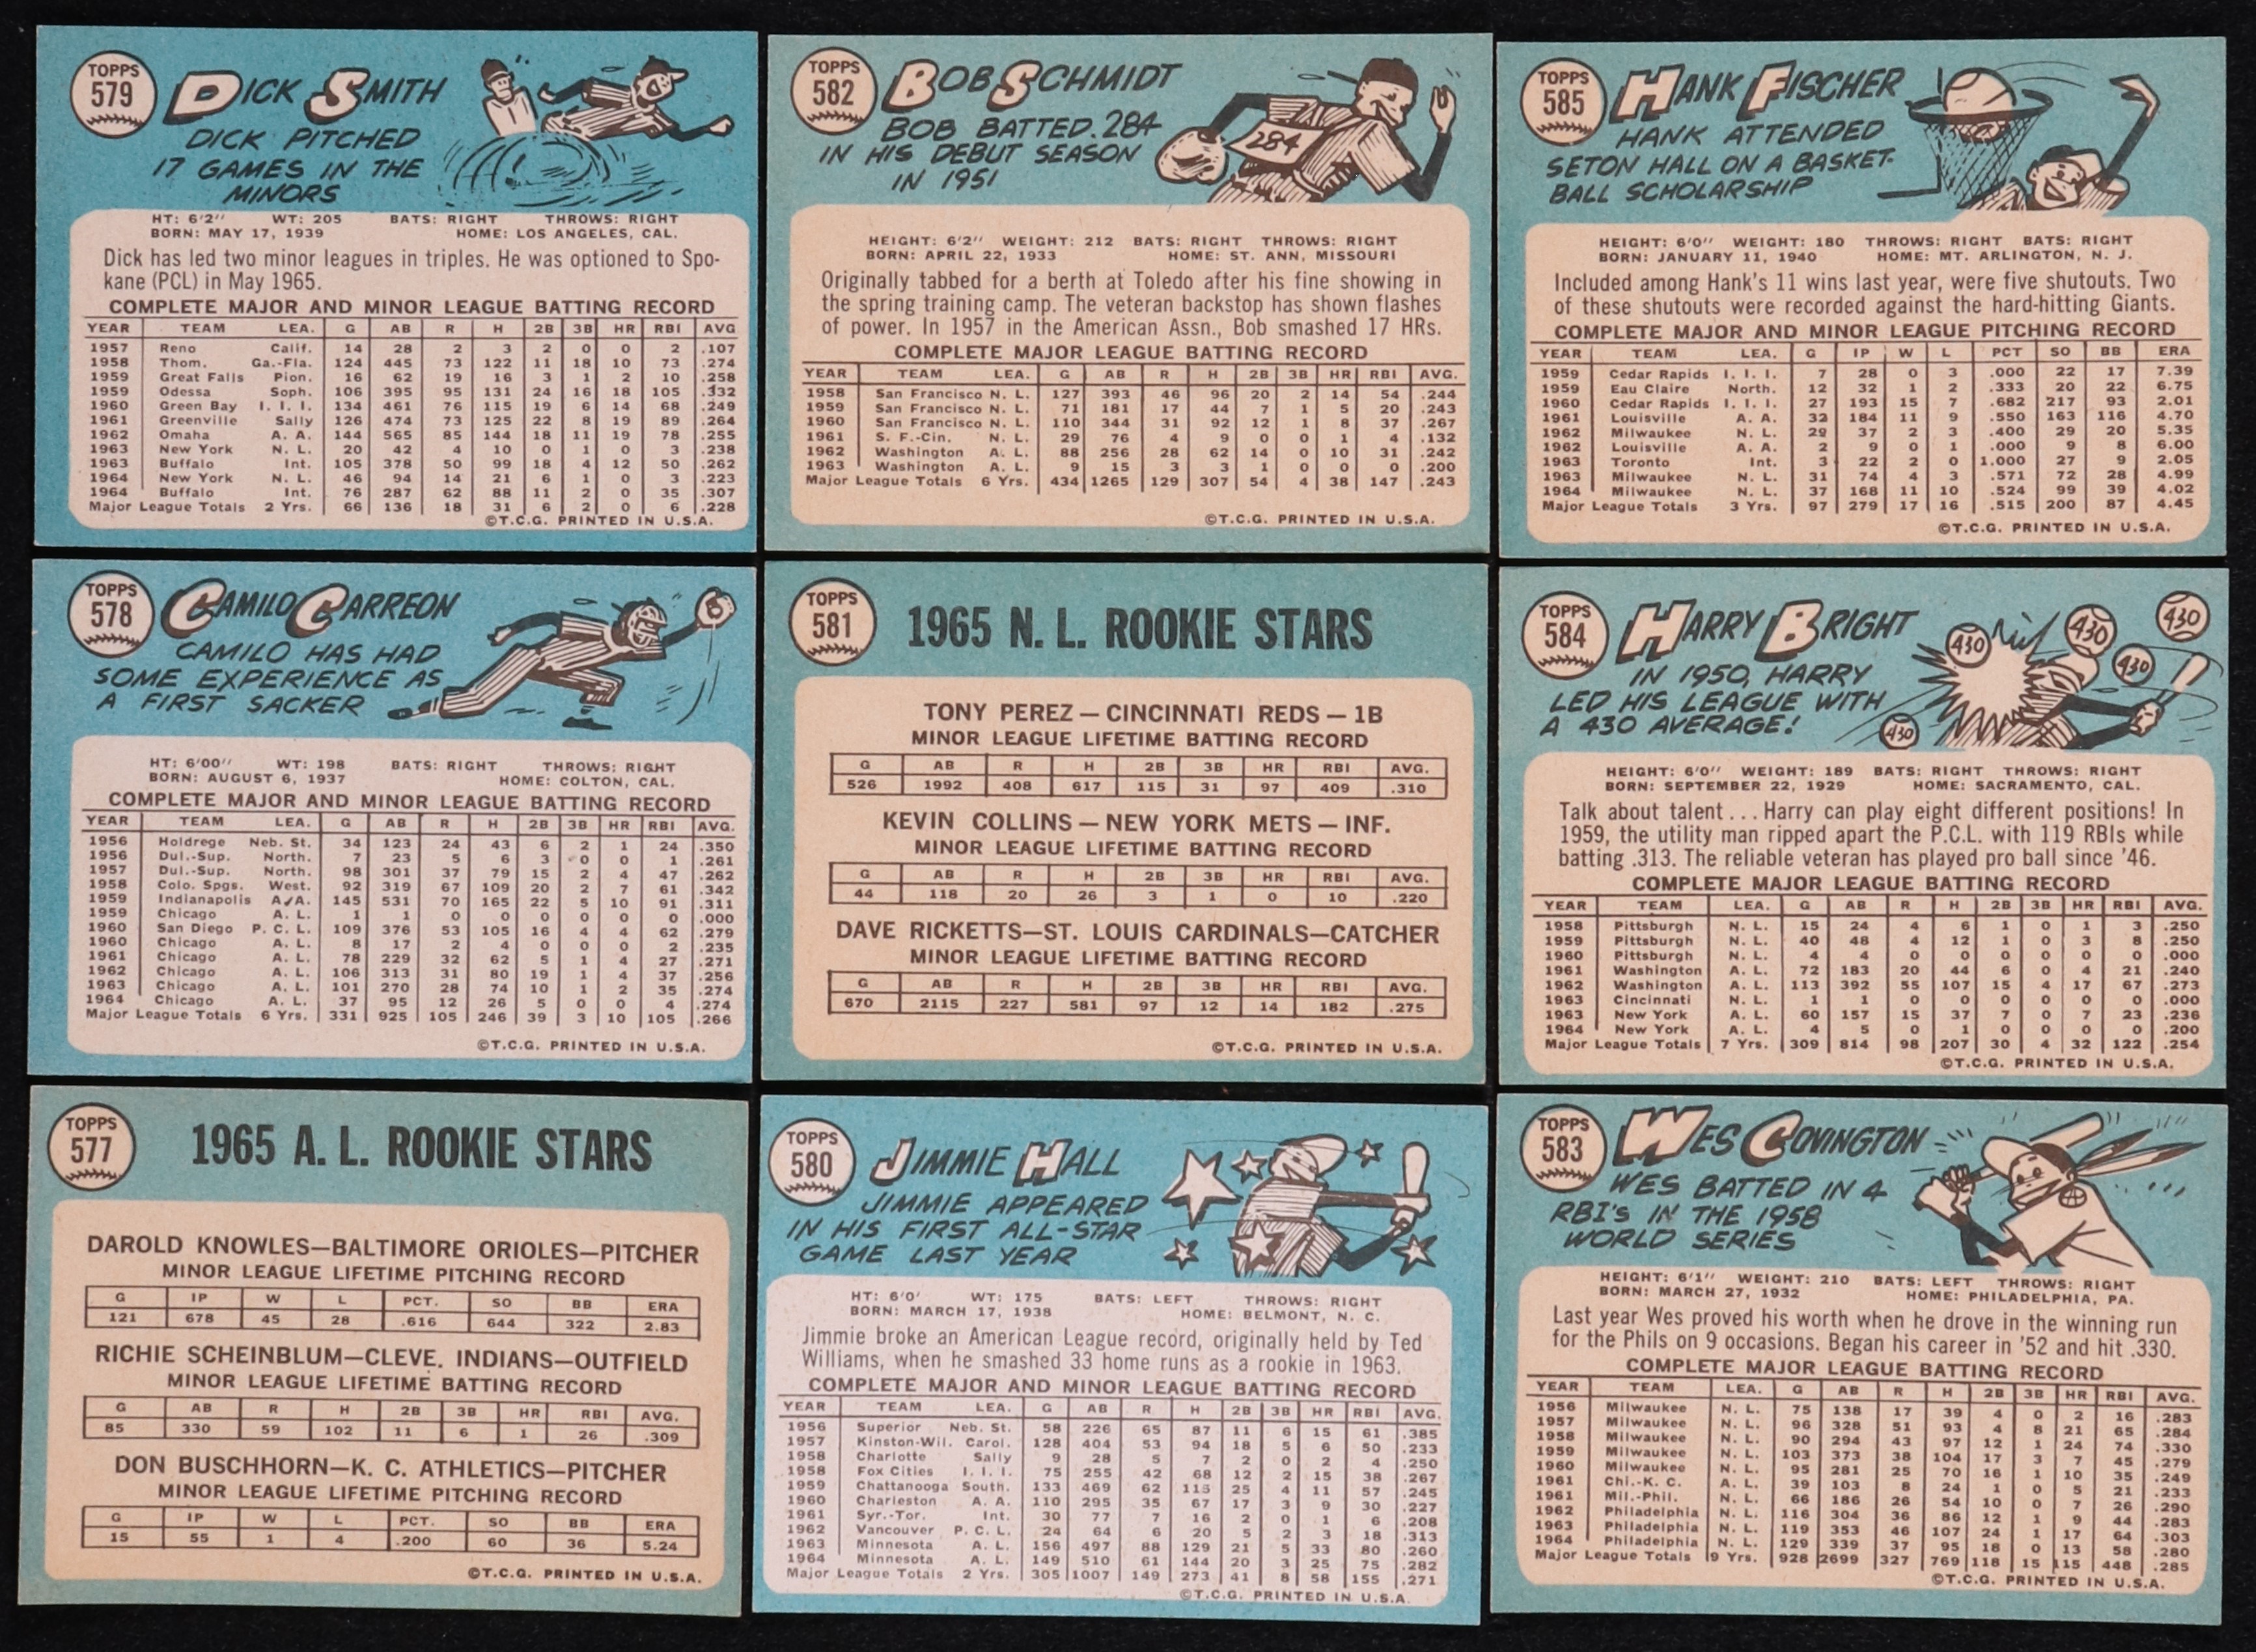 TOPPS
579
DICK SMITH
DICK PITCHED
17 GAMES IN THE
MINORS
HT: 6'2" WT: 205 BATS: RIGHT THROWS: RIGHT
BORN: MAY 17, 1939 HOME: LOS ANGELES, CAL.
Dick has led two minor leagues in triples. He was optioned to Spo-
kane (PCL) in May 1965.
COMPLETE MAJOR AND MINOR LEAGUE BATTING RECORD
YEAR TEAM LEA. G AB R H 2B 3B HR RBI AVG
1957 Reno Calif. 14 28 2 3 2 0 0 2 .107
1958 Thom. Ga.-Fla. 124 445 73 122 11 18 10 73 .274
1959 Great Falls Pion. 16 62 19 16 3 1 2 10 .258
1959 Odessa Soph. 106 395 95 131 24 16 18 105 .332
1960 Green Bay I. I. I. 134 461 76 115 19 6 14 68 .249
1961 Greenville Sally 126 474 73 125 22 8 19 89 .264
1962 Omaha A. A. 144 565 85 144 18 11 19 78 .255
1963 New York N. L. 20 42 4 10 0 1 0 3 .238
1963 Buffalo Int. 105 378 50 99 18 4 12 50 .262
1964 New York N. L. 46 94 14 21 6 1 0 3 .223
1964 Buffalo Int. 76 287 62 88 11 2 0 35 .307
Major League Totals 2 Yrs. 66 136 18 31 6 2 0 6 .228
©T.C.G. PRINTED IN U.S.A.
TOPPS
582
BOB SCHMIDT
BOB BATTED .284
IN HIS DEBUT SEASON
IN 1951
284
HEIGHT: 6'2" WEIGHT: 212 BATS: RIGHT THROWS: RIGHT
BORN: APRIL 22, 1933 HOME: ST. ANN, MISSOURI
Originally tabbed for a berth at Toledo after his fine showing in
the spring training camp. The veteran backstop has shown flashes
of power. In 1957 in the American Assn., Bob smashed 17 HRs.
COMPLETE MAJOR LEAGUE BATTING RECORD
YEAR TEAM LEA. G AB R H 2B 3B HR RBI AVG.
1958 San Francisco N. L. 127 393 46 96 20 2 14 54 .244
1959 San Francisco N. L. 71 181 17 44 7 1 5 20 .243
1960 San Francisco N. L. 110 344 31 92 12 1 8 37 .267
1961 S. F.-Cin. N. L. 29 76 4 9 0 0 1 4 .132
1962 Washington A. L. 88 256 28 62 14 0 10 31 .242
1963 Washington A. L. 9 15 3 3 1 0 0 0 .200
Major League Totals 6 Yrs. 434 1265 129 307 54 4 38 147 .243
©T.C.G. PRINTED IN U.S.A.
TOPPS
585
HANK FISCHER
HANK ATTENDED
SETON HALL ON A BASKET-
BALL SCHOLARSHIP
HEIGHT: 6'0" WEIGHT: 180 THROWS: RIGHT BATS: RIGHT
BORN: JANUARY 11, 1940 HOME: MT. ARLINGTON, N. J.
Included among Hank's 11 wins last year, were five shutouts. Two
of these shutouts were recorded against the hard-hitting Giants.
COMPLETE MAJOR AND MINOR LEAGUE PITCHING RECORD
YEAR TEAM LEA. G IP W L PCT SO BB ERA
1959 Cedar Rapids I. I. I. 7 28 0 3 .000 22 17 7.39
1959 Eau Claire North. 12 32 1 2 .333 20 22 6.75
1960 Cedar Rapids I. I. I. 27 193 15 7 .682 217 93 2.01
1961 Louisville A. A. 32 184 11 9 .550 163 116 4.70
1962 Milwaukee N. L. 29 37 2 3 .400 29 20 5.35
1962 Louisville A. A. 2 9 0 1 .000 9 8 6.00
1963 Toronto Int. 3 22 2 0 1.000 27 9 2.05
1963 Milwaukee N. L. 31 74 4 3 .571 72 28 4.99
1964 Milwaukee N. L. 37 168 11 10 .524 99 39 4.02
Major League Totals 3 Yrs. 97 279 17 16 .515 200 87 4.45
©T.C.G. PRINTED IN U.S.A.
TOPPS
578
CAMILO CARREON
CAMILO HAS HAD
SOME EXPERIENCE AS
A FIRST SACKER
HT: 6'00" WT: 198 BATS: RIGHT THROWS: RIGHT
BORN: AUGUST 6, 1937 HOME: COLTON, CAL.
COMPLETE MAJOR AND MINOR LEAGUE BATTING RECORD
YEAR TEAM LEA. G AB R H 2B 3B HR RBI AVG.
1956 Holdrege Neb. St. 34 123 24 43 6 2 1 24 .350
1956 Dul.-Sup. North. 7 23 5 6 3 0 0 1 .261
1957 Dul.-Sup. North. 98 301 37 79 15 2 4 47 .262
1958 Colo. Spgs. West. 92 319 67 109 20 2 7 61 .342
1959 Indianapolis A. A. 145 531 70 165 22 5 10 91 .311
1959 Chicago A. L. 1 1 0 0 0 0 0 0 .000
1960 San Diego P. C. L. 109 376 53 105 16 4 4 62 .279
1960 Chicago A. L. 8 17 2 4 0 0 0 2 .235
1961 Chicago A. L. 78 229 32 62 5 1 4 27 .271
1962 Chicago A. L. 106 313 31 80 19 1 4 37 .256
1963 Chicago A. L. 101 270 28 74 10 1 2 35 .274
1964 Chicago A. L. 37 95 12 26 5 0 0 4 .274
Major League Totals 6 Yrs. 331 925 105 246 39 3 10 105 .266
©T.C.G. PRINTED IN U.S.A.
TOPPS
581
1965 N. L. ROOKIE STARS
TONY PEREZ — CINCINNATI REDS — 1B
MINOR LEAGUE LIFETIME BATTING RECORD
G AB R H 2B 3B HR RBI AVG.
526 1992 408 617 115 31 97 409 .310
KEVIN COLLINS — NEW YORK METS — INF.
MINOR LEAGUE LIFETIME BATTING RECORD
G AB R H 2B 3B HR RBI AVG.
44 118 20 26 3 1 0 10 .220
DAVE RICKETTS—ST. LOUIS CARDINALS—CATCHER
MINOR LEAGUE LIFETIME BATTING RECORD
G AB R H 2B 3B HR RBI AVG.
670 2115 227 581 97 12 14 182 .275
©T.C.G. PRINTED IN U.S.A.
TOPPS
584
HARRY BRIGHT
IN 1950, HARRY
LED HIS LEAGUE WITH
A 430 AVERAGE!
430
430
430
430
430
HEIGHT: 6'0" WEIGHT: 189 BATS: RIGHT THROWS: RIGHT
BORN: SEPTEMBER 22, 1929 HOME: SACRAMENTO, CAL.
Talk about talent... Harry can play eight different positions! In
1959, the utility man ripped apart the P.C.L. with 119 RBIs while
batting .313. The reliable veteran has played pro ball since '46.
COMPLETE MAJOR LEAGUE BATTING RECORD
YEAR TEAM LEA. G AB R H 2B 3B HR RBI AVG.
1958 Pittsburgh N. L. 15 24 4 6 1 0 1 3 .250
1959 Pittsburgh N. L. 40 48 4 12 1 0 3 8 .250
1960 Pittsburgh N. L. 4 4 0 0 0 0 0 0 .000
1961 Washington A. L. 72 183 20 44 6 0 4 21 .240
1962 Washington A. L. 113 392 55 107 15 4 17 67 .273
1963 Cincinnati N. L. 1 1 0 0 0 0 0 0 .000
1963 New York A. L. 60 157 15 37 7 0 7 23 .236
1964 New York A. L. 4 5 0 1 0 0 0 0 .200
Major League Totals 7 Yrs. 309 814 98 207 30 4 32 122 .254
©T.C.G. PRINTED IN U.S.A.
TOPPS
577
1965 A. L. ROOKIE STARS
DAROLD KNOWLES—BALTIMORE ORIOLES—PITCHER
MINOR LEAGUE LIFETIME PITCHING RECORD
G IP W L PCT. SO BB ERA
121 678 45 28 .616 644 322 2.83
RICHIE SCHEINBLUM—CLEVE. INDIANS—OUTFIELD
MINOR LEAGUE LIFETIME BATTING RECORD
G AB R H 2B 3B HR RBI AVG.
85 330 59 102 11 6 1 26 .309
DON BUSCHHORN—K. C. ATHLETICS—PITCHER
MINOR LEAGUE LIFETIME PITCHING RECORD
G IP W L PCT. SO BB ERA
15 55 1 4 .200 60 36 5.24
©T.C.G. PRINTED IN U.S.A.
TOPPS
580
JIMMIE HALL
JIMMIE APPEARED
IN HIS FIRST ALL-STAR
GAME LAST YEAR
HT: 6'0' WT: 175 BATS: LEFT THROWS: RIGHT
BORN: MARCH 17, 1938 HOME: BELMONT, N. C.
Jimmie broke an American League record, originally held by Ted
Williams, when he smashed 33 home runs as a rookie in 1963.
COMPLETE MAJOR AND MINOR LEAGUE BATTING RECORD
YEAR TEAM LEA. G AB R H 2B 3B HR RBI AVG.
1956 Superior Neb. St. 58 226 65 87 11 6 15 61 .385
1957 Kinston-Wil. Carol. 128 404 53 94 18 5 6 50 .233
1958 Charlotte Sally 9 28 5 7 2 0 2 4 .250
1958 Fox Cities I. I. I. 75 255 42 68 12 2 15 38 .267
1959 Chattanooga South. 133 469 62 115 25 4 11 57 .245
1960 Charleston A. A. 110 295 35 67 17 3 9 30 .227
1961 Syr.-Tor. Int. 30 77 7 16 2 0 1 6 .208
1962 Vancouver P. C. L. 24 64 6 20 5 2 3 18 .313
1963 Minnesota A. L. 156 497 88 129 21 5 33 80 .260
1964 Minnesota A. L. 149 510 61 144 20 3 25 75 .282
Major League Totals 2 Yrs. 305 1007 149 273 41 8 58 155 .271
©T.C.G. PRINTED IN U.S.A.
TOPPS
583
WES COVINGTON
WES BATTED IN 4
RBI'S IN THE 1958
WORLD SERIES
HEIGHT: 6'1" WEIGHT: 210 BATS: LEFT THROWS: RIGHT
BORN: MARCH 27, 1932 HOME: PHILADELPHIA, PA.
Last year Wes proved his worth when he drove in the winning run
for the Phils on 9 occasions. Began his career in '52 and hit .330.
COMPLETE MAJOR LEAGUE BATTING RECORD
YEAR TEAM LEA. G AB R H 2B 3B HR RBI AVG.
1956 Milwaukee N. L. 75 138 17 39 4 0 2 16 .283
1957 Milwaukee N. L. 96 328 51 93 4 8 21 65 .284
1958 Milwaukee N. L. 90 294 43 97 12 1 24 74 .330
1959 Milwaukee N. L. 103 373 38 104 17 3 7 45 .279
1960 Milwaukee N. L. 95 281 25 70 16 1 10 35 .249
1961 Chi.-K. C. A. L. 39 103 8 24 1 0 5 21 .233
1961 Mil.-Phil. N. L. 66 186 26 54 10 0 7 26 .290
1962 Philadelphia N. L. 116 304 36 86 12 1 9 44 .283
1963 Philadelphia N. L. 119 353 46 107 24 1 17 64 .303
1964 Philadelphia N. L. 129 339 37 95 18 0 13 58 .280
Major League Totals 9 Yrs. 928 2699 327 769 118 15 115 448 .285
©T.C.G. PRINTED IN U.S.A.